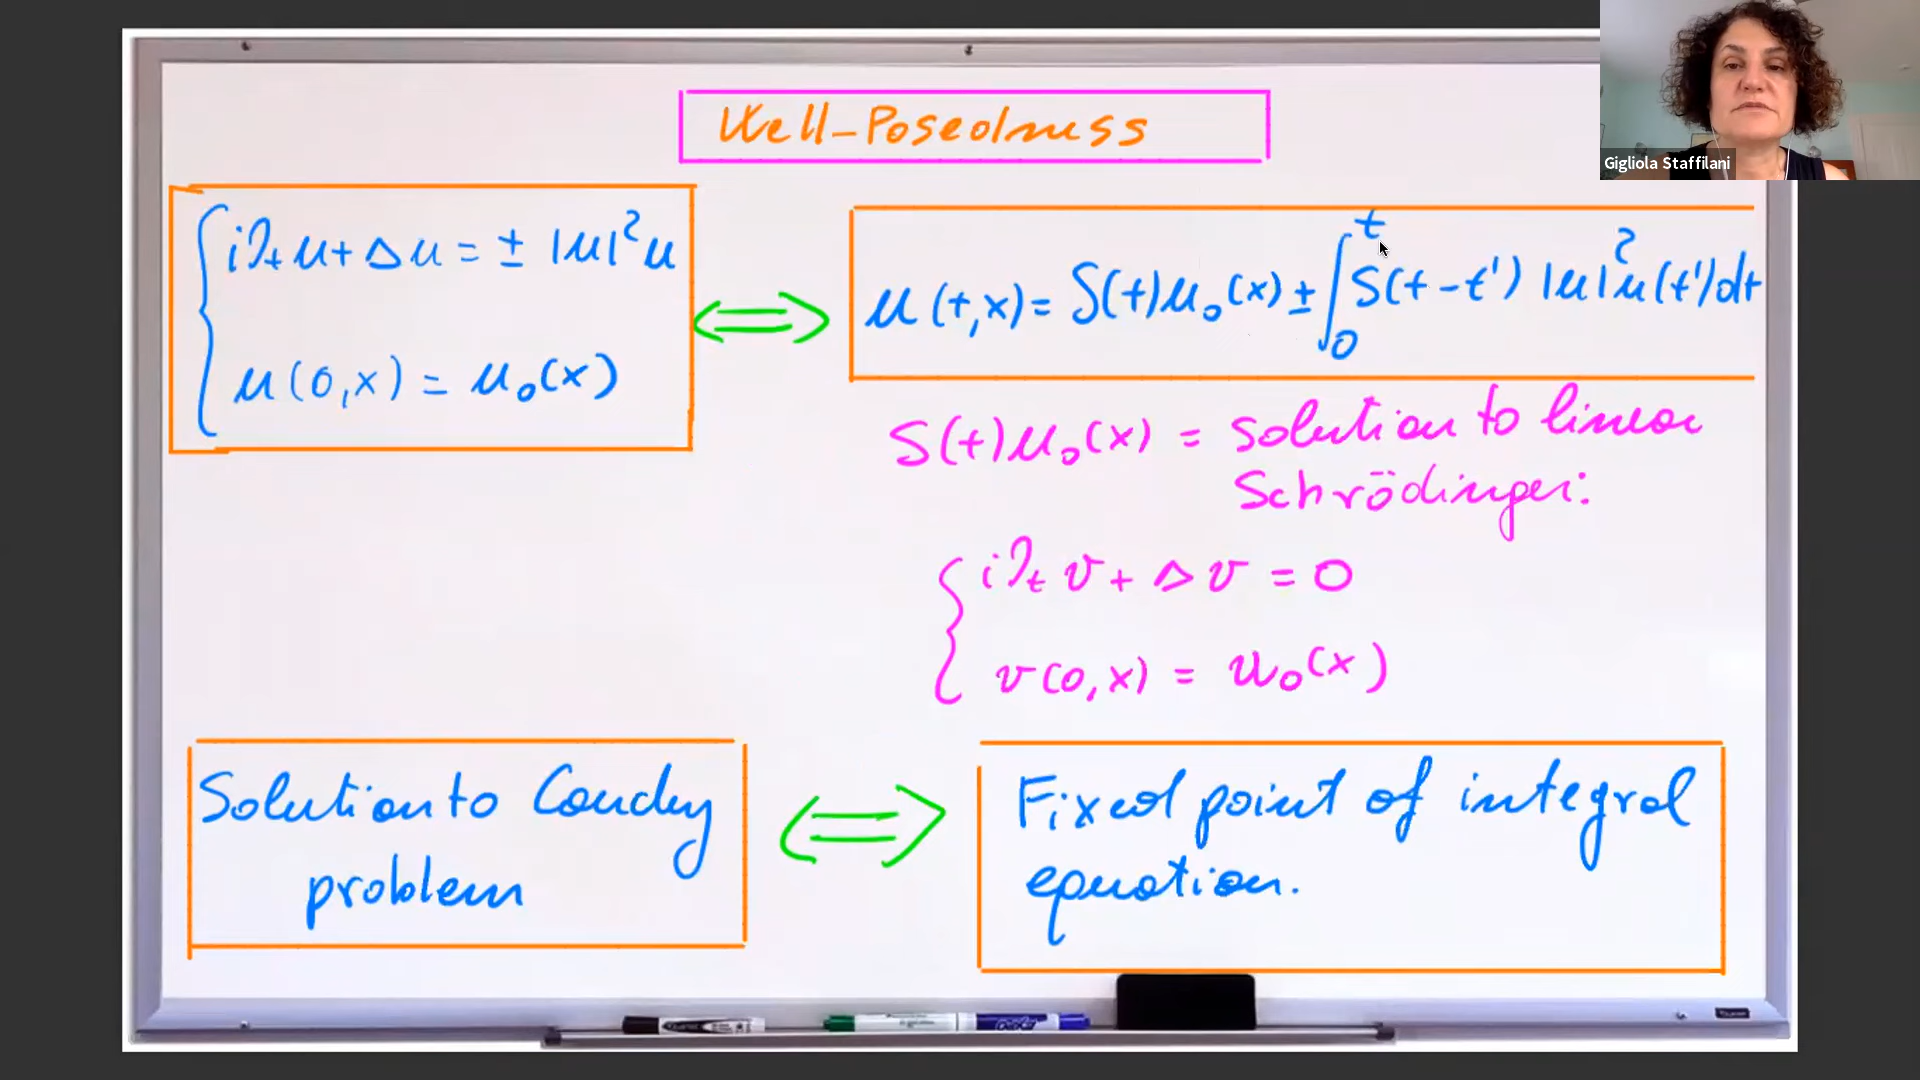 Well-Posedness
Gigliola Staffilani
i∂ₜu + Δu = ± |u|²u
u(0,x) = u₀(x)
u(t,x) = S(t)u₀(x) ± ∫₀ᵗ S(t-t') |u|²u(t')dt
S(t)u₀(x) = solution to linear
Schrödinger:
i∂ₜv + Δv = 0
v(0,x) = u₀(x)
Solution to Cauchy
problem
Fixed point of integral
equation.